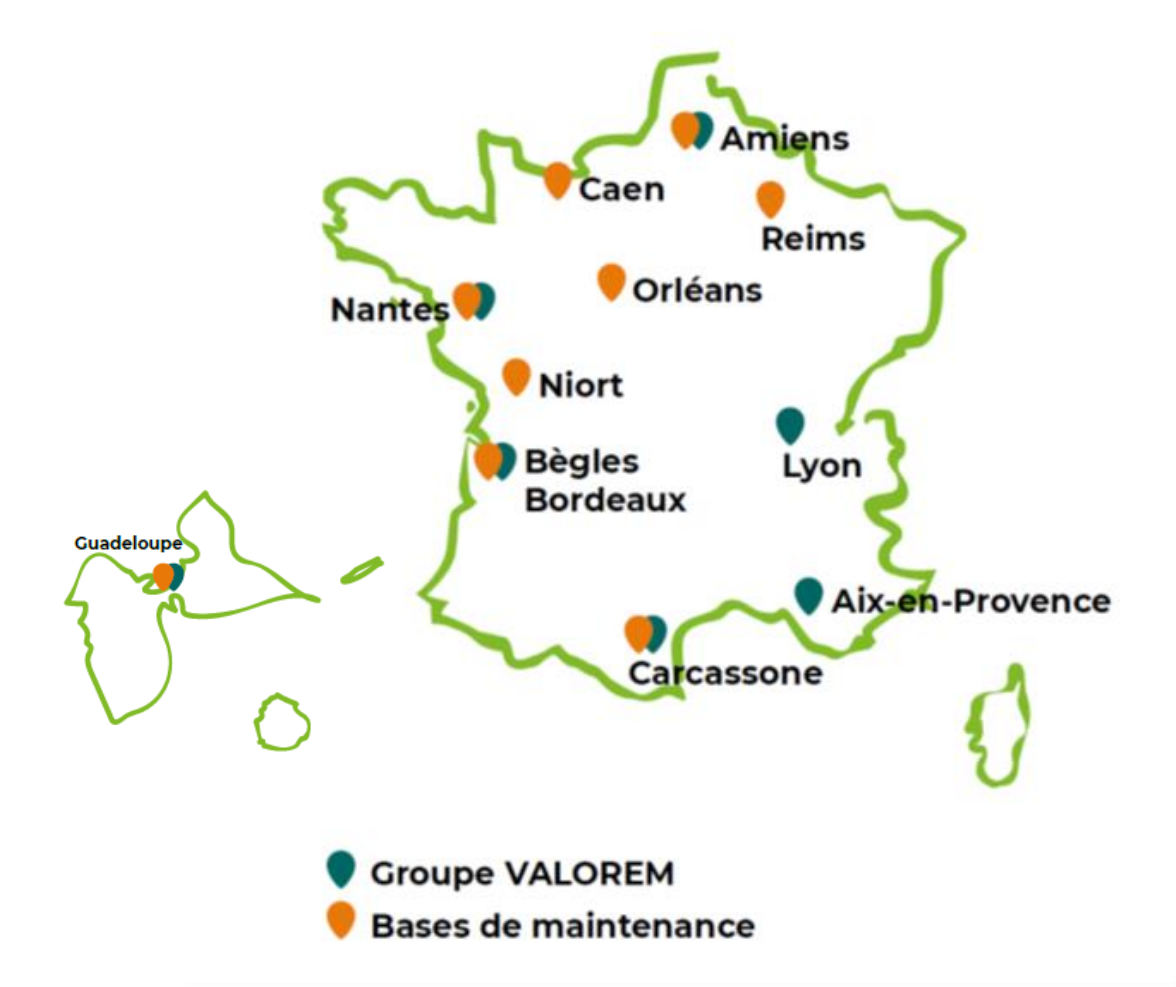 Amiens
Caen
Reims
Orléans
Nantes
Niort
Bègles
Bordeaux
Lyon
Guadeloupe
Aix-en-Provence
Carcassone
Groupe VALOREM
Bases de maintenance